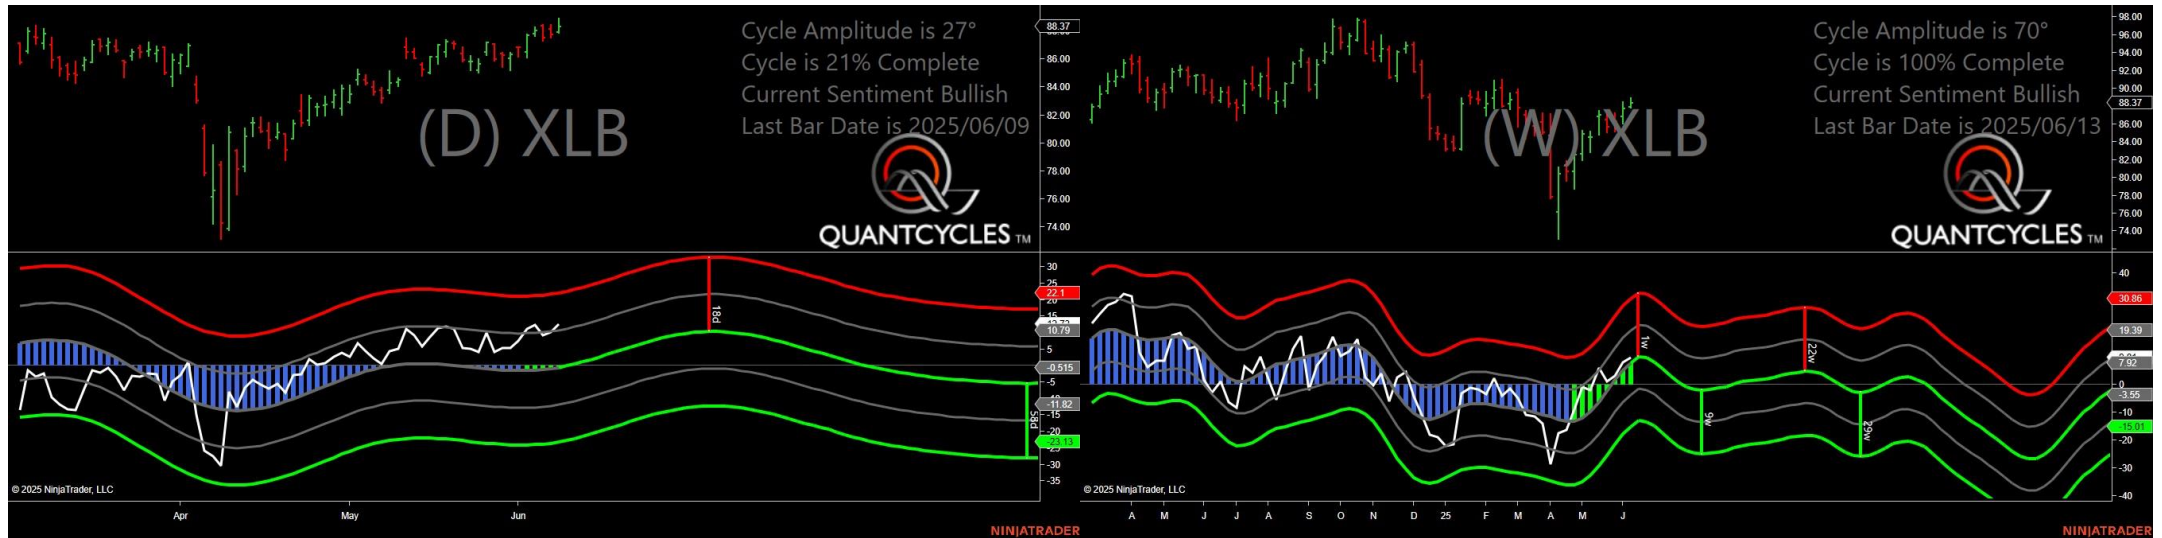 Cycle Amplitude is 27°
Cycle is 21% Complete
Current Sentiment Bullish
Last Bar Date is 2025/06/09
(D) XLB
QUANTCYCLES TM
88.37
86.00
84.00
82.00
80.00
78.00
76.00
74.00
30
25
22.1
20
15
10.79
5
-0.515
-5
-11.82
-15
-20
-23.13
-30
-35
18d
58d
© 2025 NinjaTrader, LLC
Apr May Jun
NINJATRADER
Cycle Amplitude is 70°
Cycle is 100% Complete
Current Sentiment Bullish
Last Bar Date is 2025/06/13
(W) XLB
QUANTCYCLES TM
98.00
96.00
94.00
92.00
90.00
88.37
86.00
84.00
82.00
80.00
78.00
76.00
74.00
40
30.86
19.39
7.92
0
-3.55
-10
-15.01
-20
-30
-40
1w
9w
22w
29w
© 2025 NinjaTrader, LLC
A M J J A S O N D 25 F M A M J
NINJATRADER